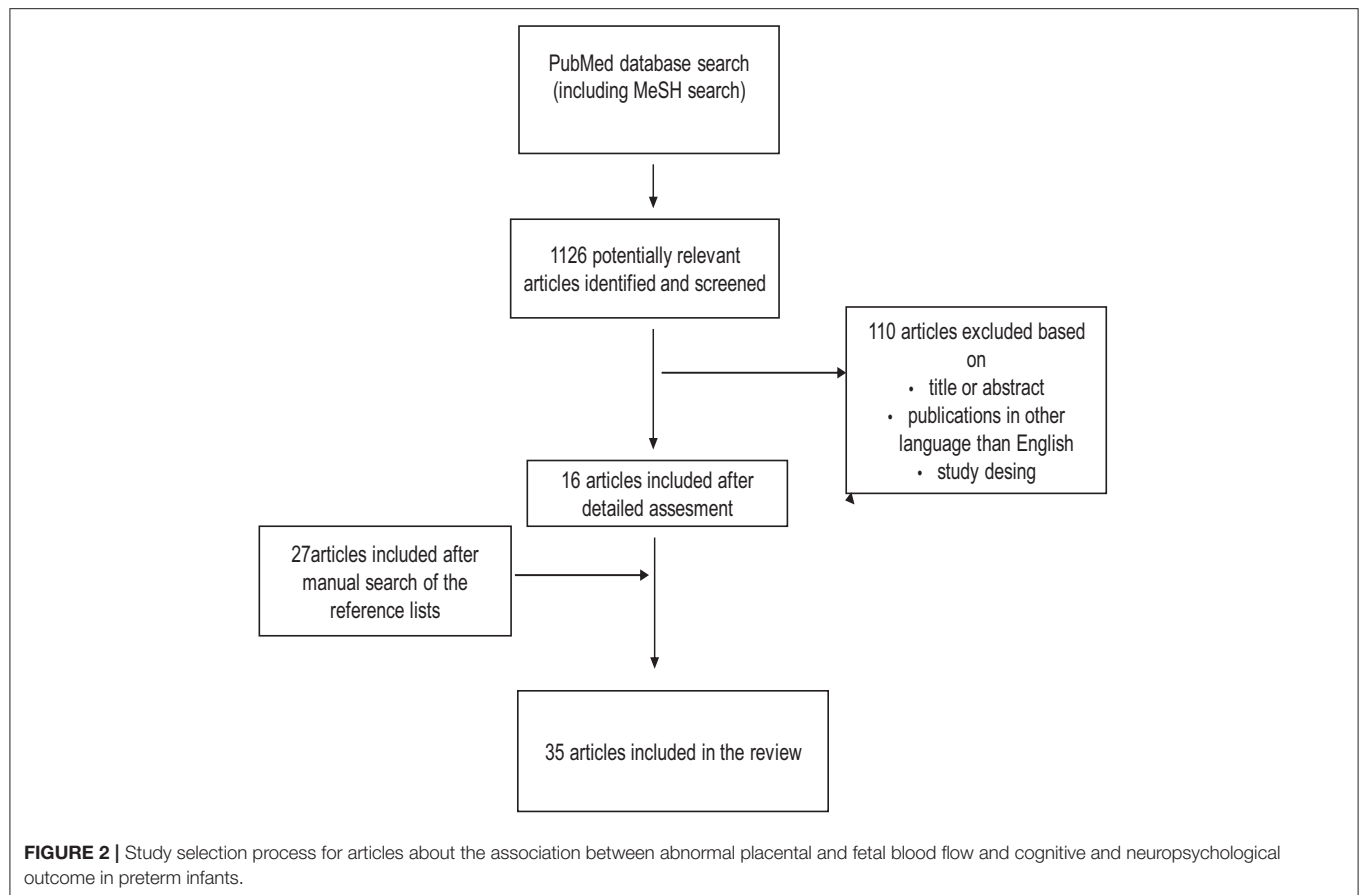 PubMed database search
(including MeSH search)
1126 potentially relevant
articles identified and screened
110 articles excluded based
on
• title or abstract
• publications in other
language than English
• study desing
16 articles included after
detailed assesment
27articles included after
manual search of the
reference lists
35 articles included in the review
FIGURE 2 | Study selection process for articles about the association between abnormal placental and fetal blood flow and cognitive and neuropsychological
outcome in preterm infants.